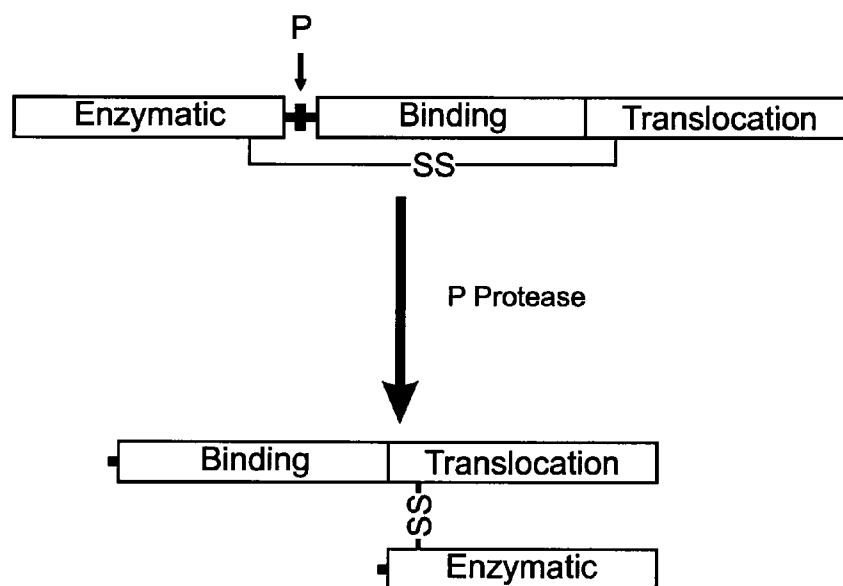 P
Enzymatic Binding Translocation
SS
P Protease
Binding Translocation
SS
Enzymatic